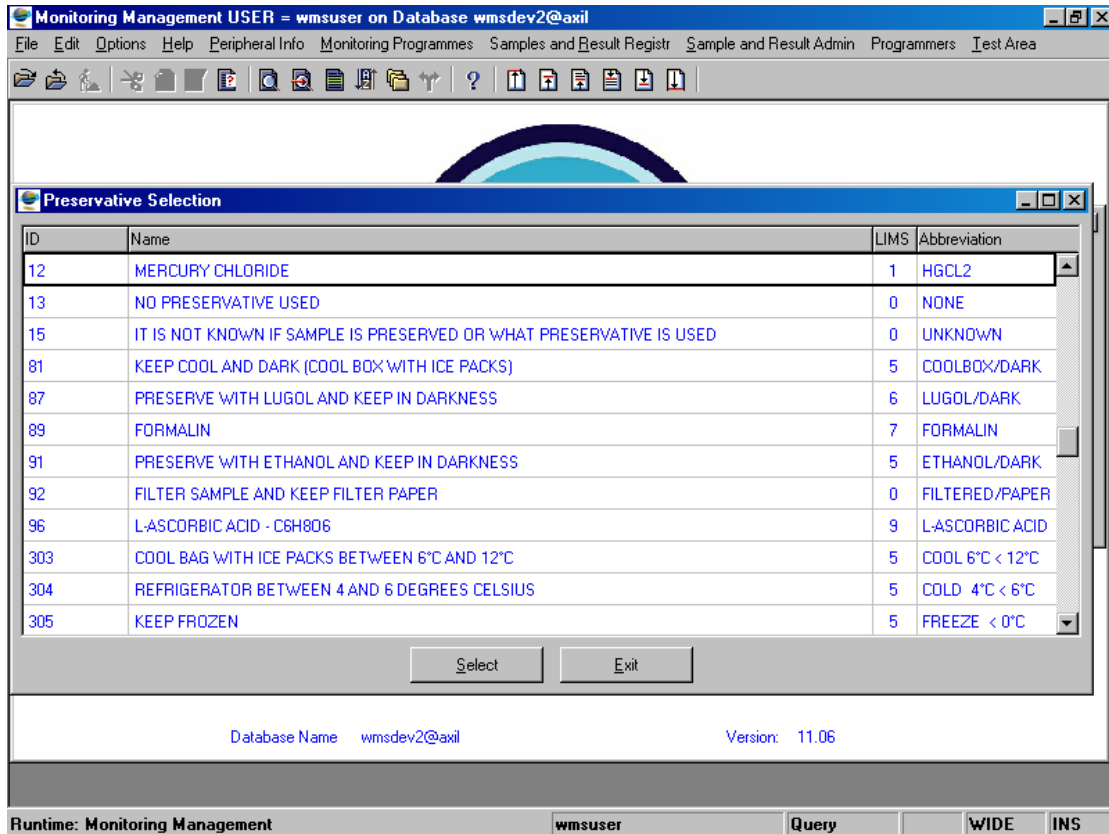 Monitoring Management USER = wmsuser on Database wmsdev2@axil
File Edit Options Help Peripheral Info Monitoring Programmes Samples and Result Registr Sample and Result Admin Programmers Test Area
Preservative Selection
ID Name LIMS Abbreviation
12 MERCURY CHLORIDE 1 HGCL2
13 NO PRESERVATIVE USED 0 NONE
15 IT IS NOT KNOWN IF SAMPLE IS PRESERVED OR WHAT PRESERVATIVE IS USED 0 UNKNOWN
81 KEEP COOL AND DARK (COOL BOX WITH ICE PACKS) 5 COOLBOX/DARK
87 PRESERVE WITH LUGOL AND KEEP IN DARKNESS 6 LUGOL/DARK
89 FORMALIN 7 FORMALIN
91 PRESERVE WITH ETHANOL AND KEEP IN DARKNESS 5 ETHANOL/DARK
92 FILTER SAMPLE AND KEEP FILTER PAPER 0 FILTERED/PAPER
96 L-ASCORBIC ACID - C6H8O6 9 L-ASCORBIC ACID
303 COOL BAG WITH ICE PACKS BETWEEN 6°C AND 12°C 5 COOL 6°C < 12°C
304 REFRIGERATOR BETWEEN 4 AND 6 DEGREES CELSIUS 5 COLD 4°C < 6°C
305 KEEP FROZEN 5 FREEZE < 0°C
Select Exit
Database Name wmsdev2@axil Version: 11.06
Runtime: Monitoring Management wmsuser Query WIDE INS